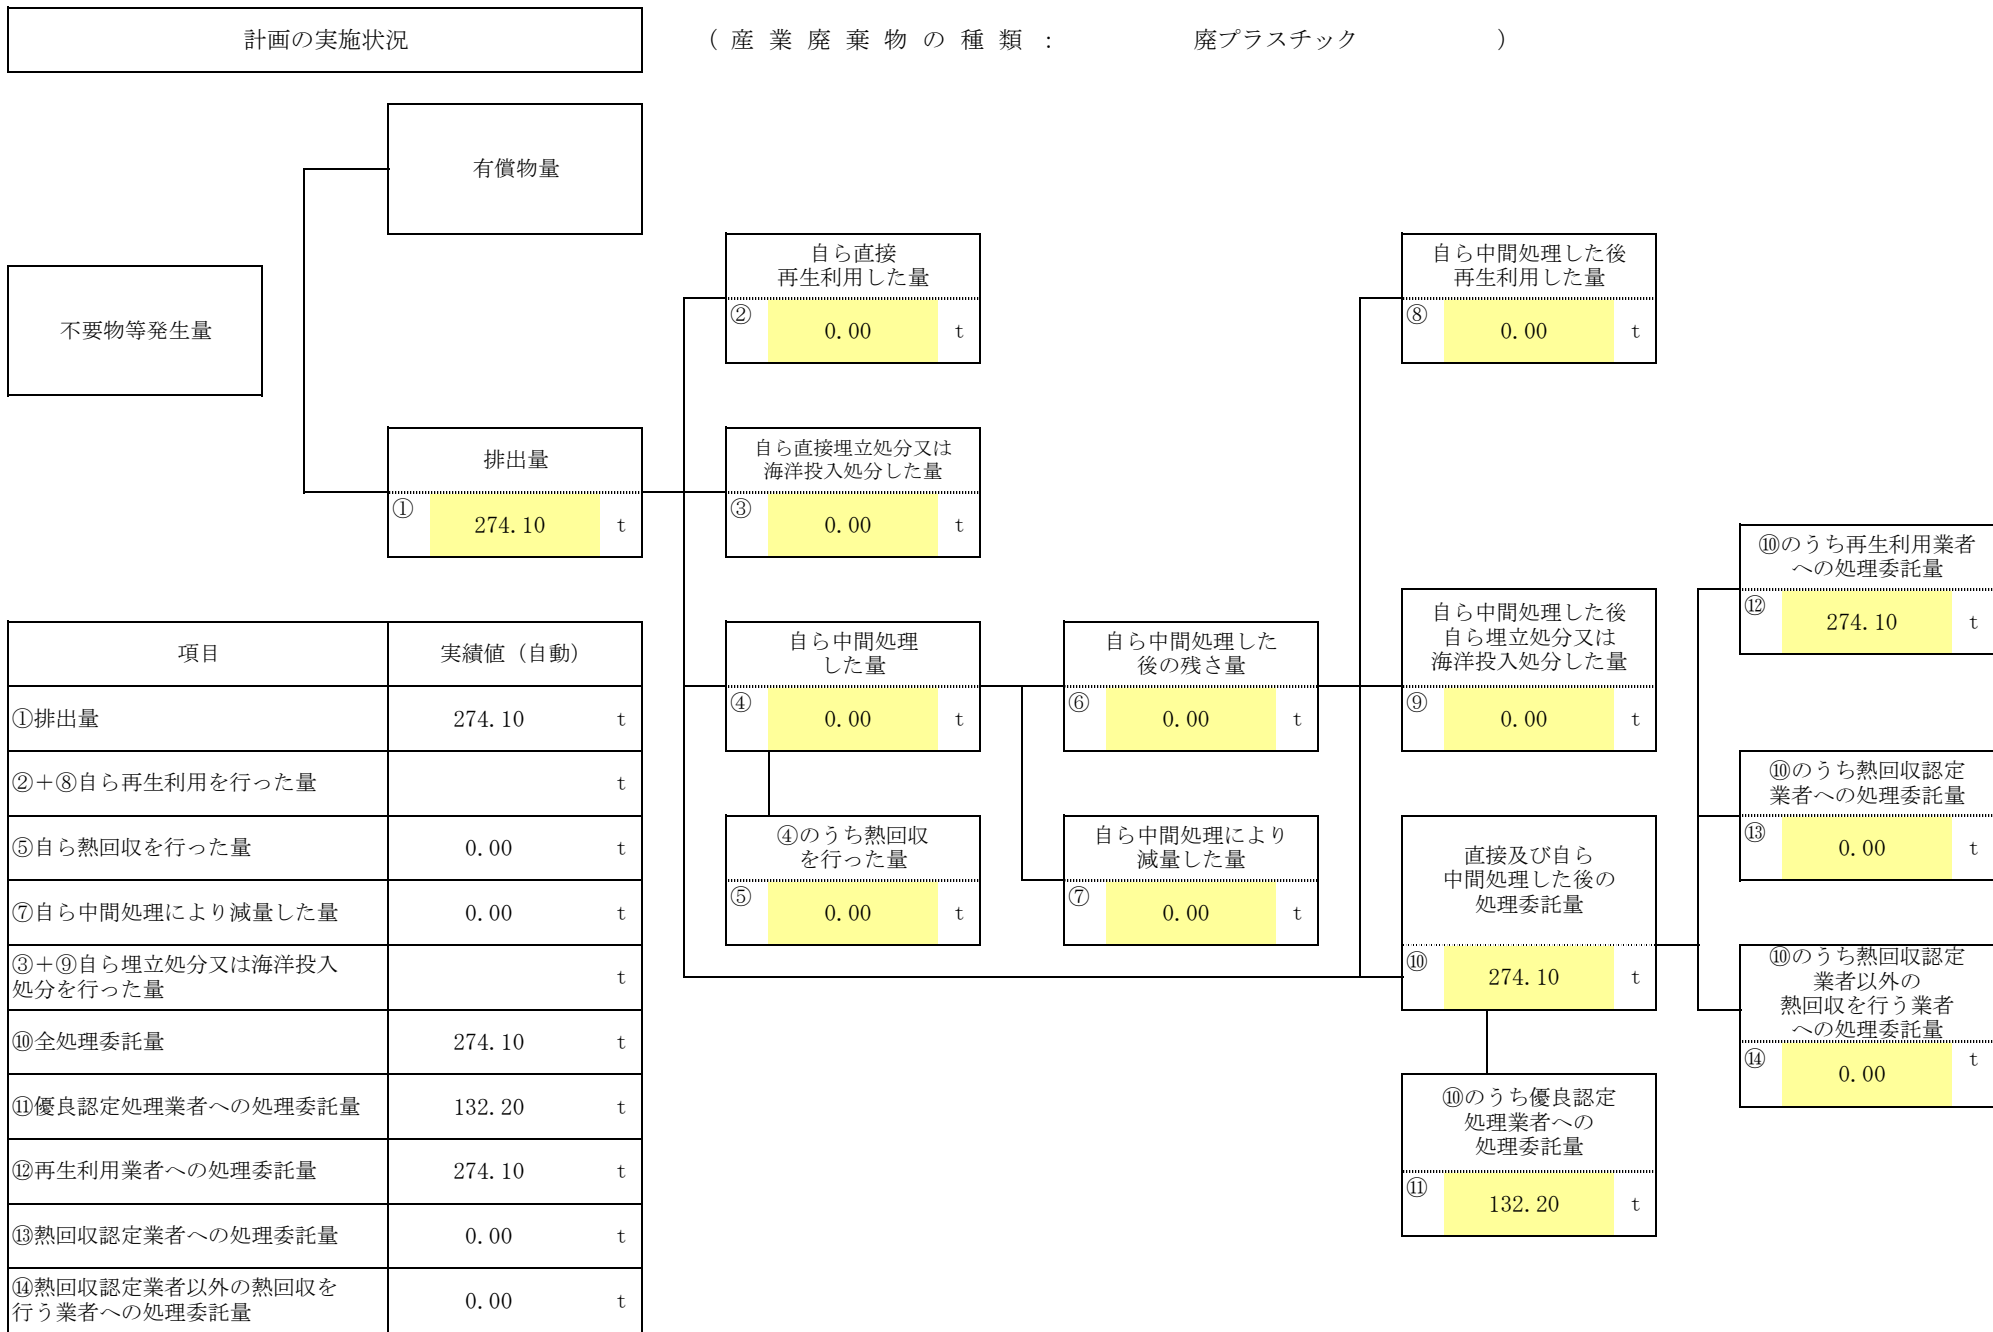 計画の実施状況
（産業廃棄物の種類： 廃プラスチック ）
有償物量
不要物等発生量
排出量
① 274.10 t
自ら直接
再生利用した量
② 0.00 t
自ら直接埋立処分又は
海洋投入処分した量
③ 0.00 t
自ら中間処理
した量
④ 0.00 t
④のうち熱回収
を行った量
⑤ 0.00 t
自ら中間処理した
後の残さ量
⑥ 0.00 t
自ら中間処理により
減量した量
⑦ 0.00 t
自ら中間処理した後
再生利用した量
⑧ 0.00 t
自ら中間処理した後
自ら埋立処分又は
海洋投入処分した量
⑨ 0.00 t
直接及び自ら
中間処理した後の
処理委託量
⑩ 274.10 t
⑩のうち優良認定
処理業者への
処理委託量
⑪ 132.20 t
⑩のうち再生利用業者
への処理委託量
⑫ 274.10 t
⑩のうち熱回収認定
業者への処理委託量
⑬ 0.00 t
⑩のうち熱回収認定
業者以外の
熱回収を行う業者
への処理委託量
⑭ 0.00 t
項目 実績値（自動）
①排出量 274.10 t
②＋⑧自ら再生利用を行った量 t
⑤自ら熱回収を行った量 0.00 t
⑦自ら中間処理により減量した量 0.00 t
③＋⑨自ら埋立処分又は海洋投入
処分を行った量 t
⑩全処理委託量 274.10 t
⑪優良認定処理業者への処理委託量 132.20 t
⑫再生利用業者への処理委託量 274.10 t
⑬熱回収認定業者への処理委託量 0.00 t
⑭熱回収認定業者以外の熱回収を
行う業者への処理委託量 0.00 t